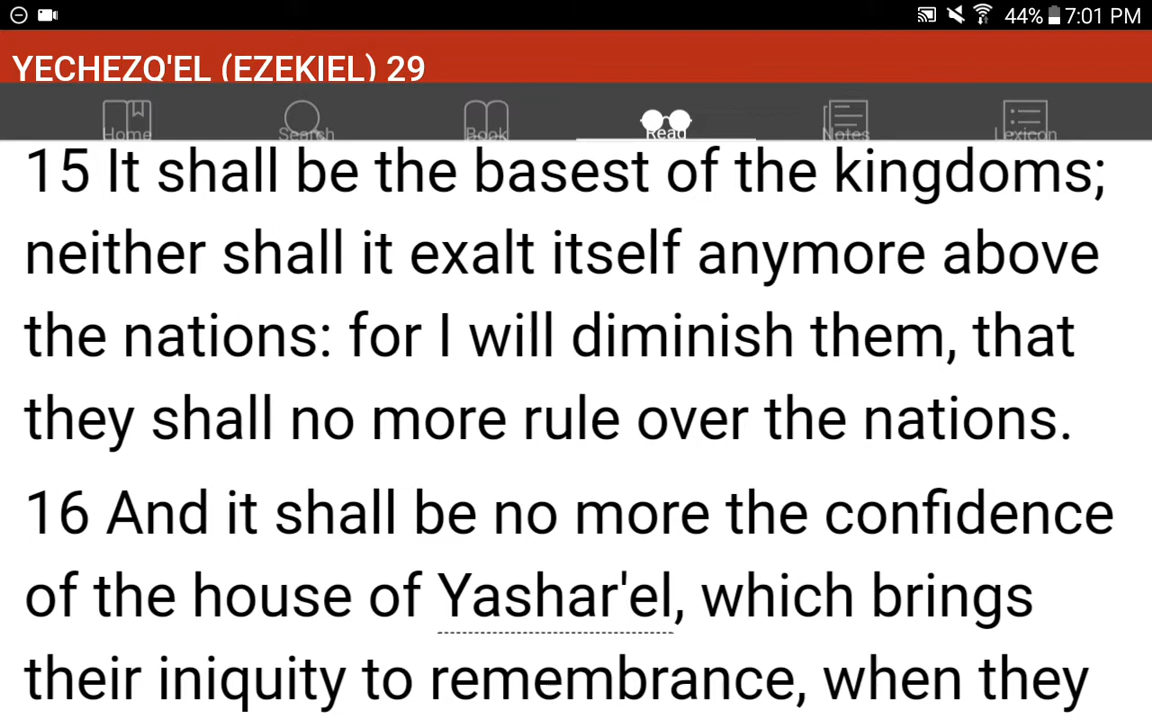 44% 7:01 PM
YECHEZQ'EL (EZEKIEL) 29
Home Search Book Read Notes Lexicon
15 It shall be the basest of the kingdoms;
neither shall it exalt itself anymore above
the nations: for I will diminish them, that
they shall no more rule over the nations.
16 And it shall be no more the confidence
of the house of Yashar'el, which brings
their iniquity to remembrance, when they